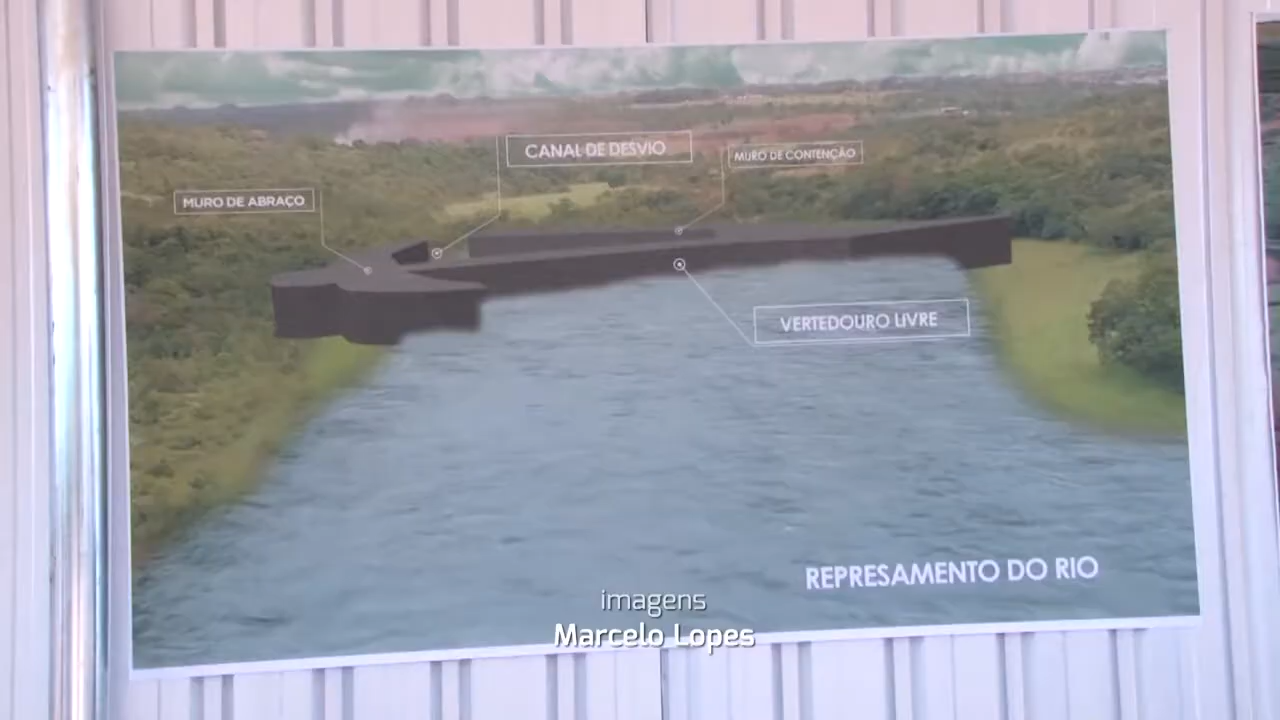 CANAL DE DESVIO
MURO DE CONTENÇÃO
MURO DE ABRAÇO
VERTEDOURO LIVRE
REPRESAMENTO DO RIO
imagens
Marcelo Lopes